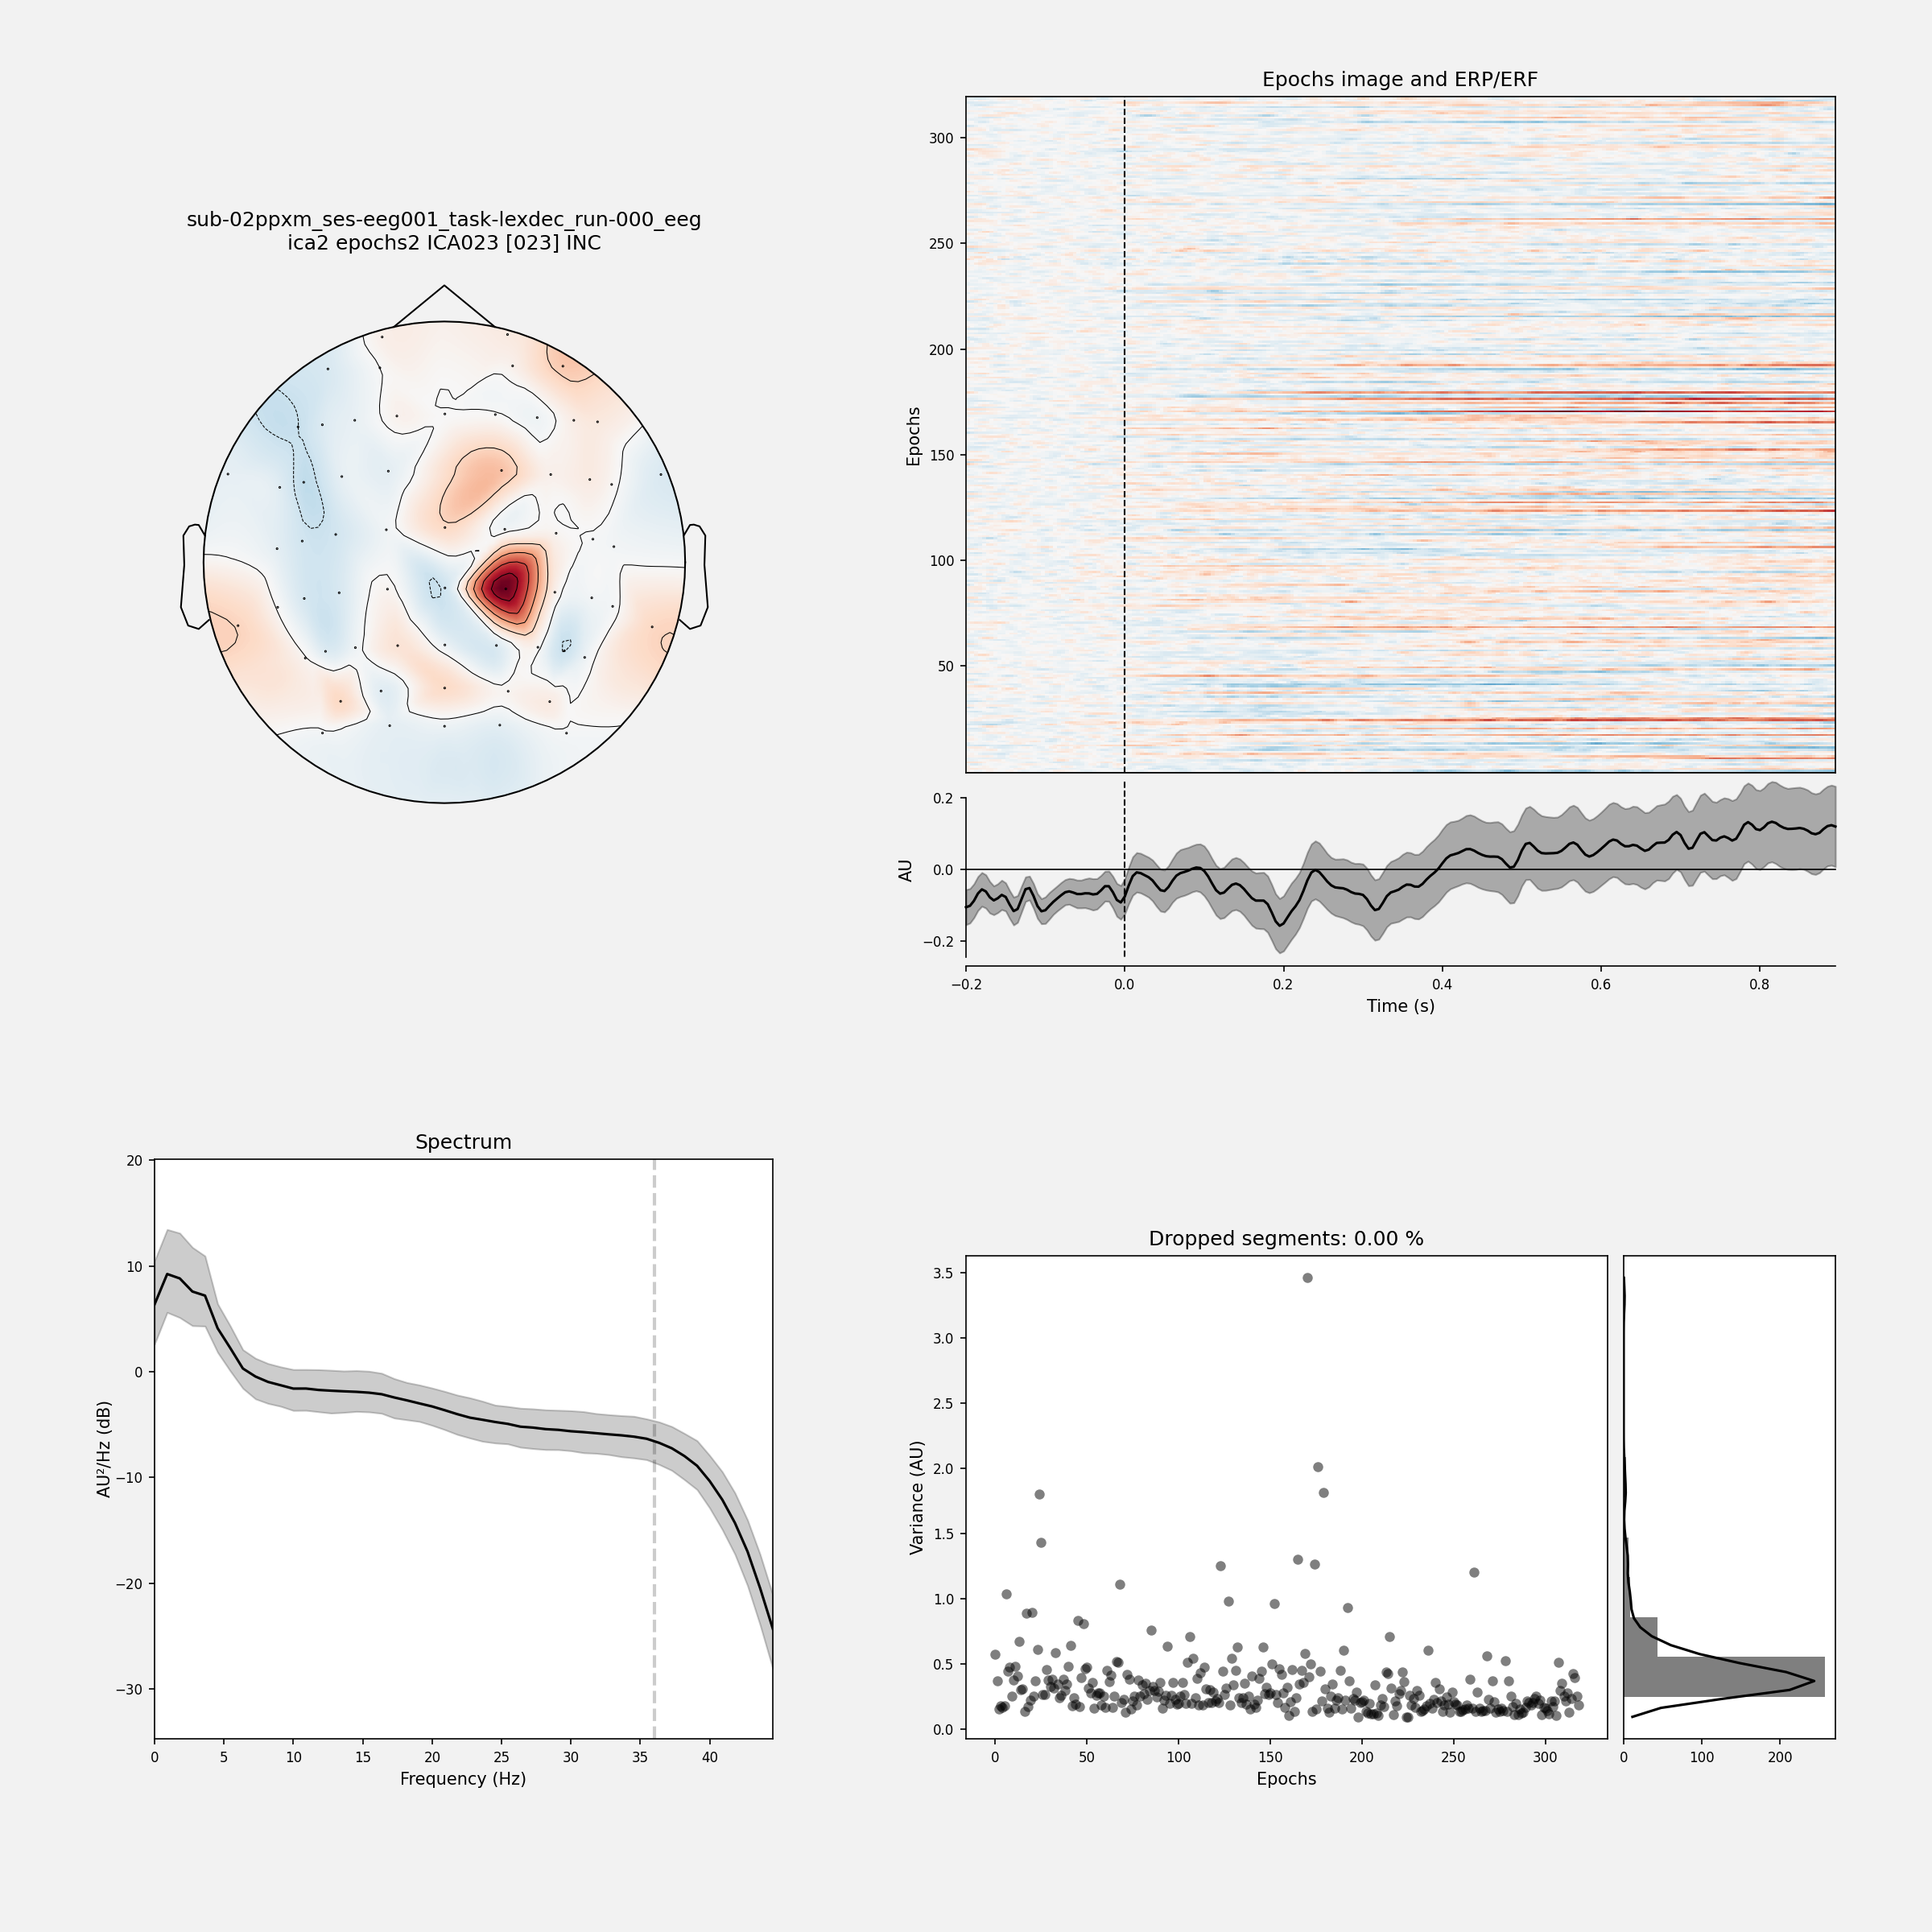 sub-02ppxm_ses-eeg001_task-lexdec_run-000_eeg
ica2 epochs2 ICA023 [023] INC
Epochs image and ERP/ERF
Epochs
300
250
200
150
100
50
AU
0.2
0.0
−0.2
−0.2 0.0 0.2 0.4 0.6 0.8
Time (s)
Spectrum
AU²/Hz (dB)
20
10
0
−10
−20
−30
0 5 10 15 20 25 30 35 40
Frequency (Hz)
Dropped segments: 0.00 %
Variance (AU)
3.5
3.0
2.5
2.0
1.5
1.0
0.5
0.0
0 50 100 150 200 250 300
Epochs
0 100 200